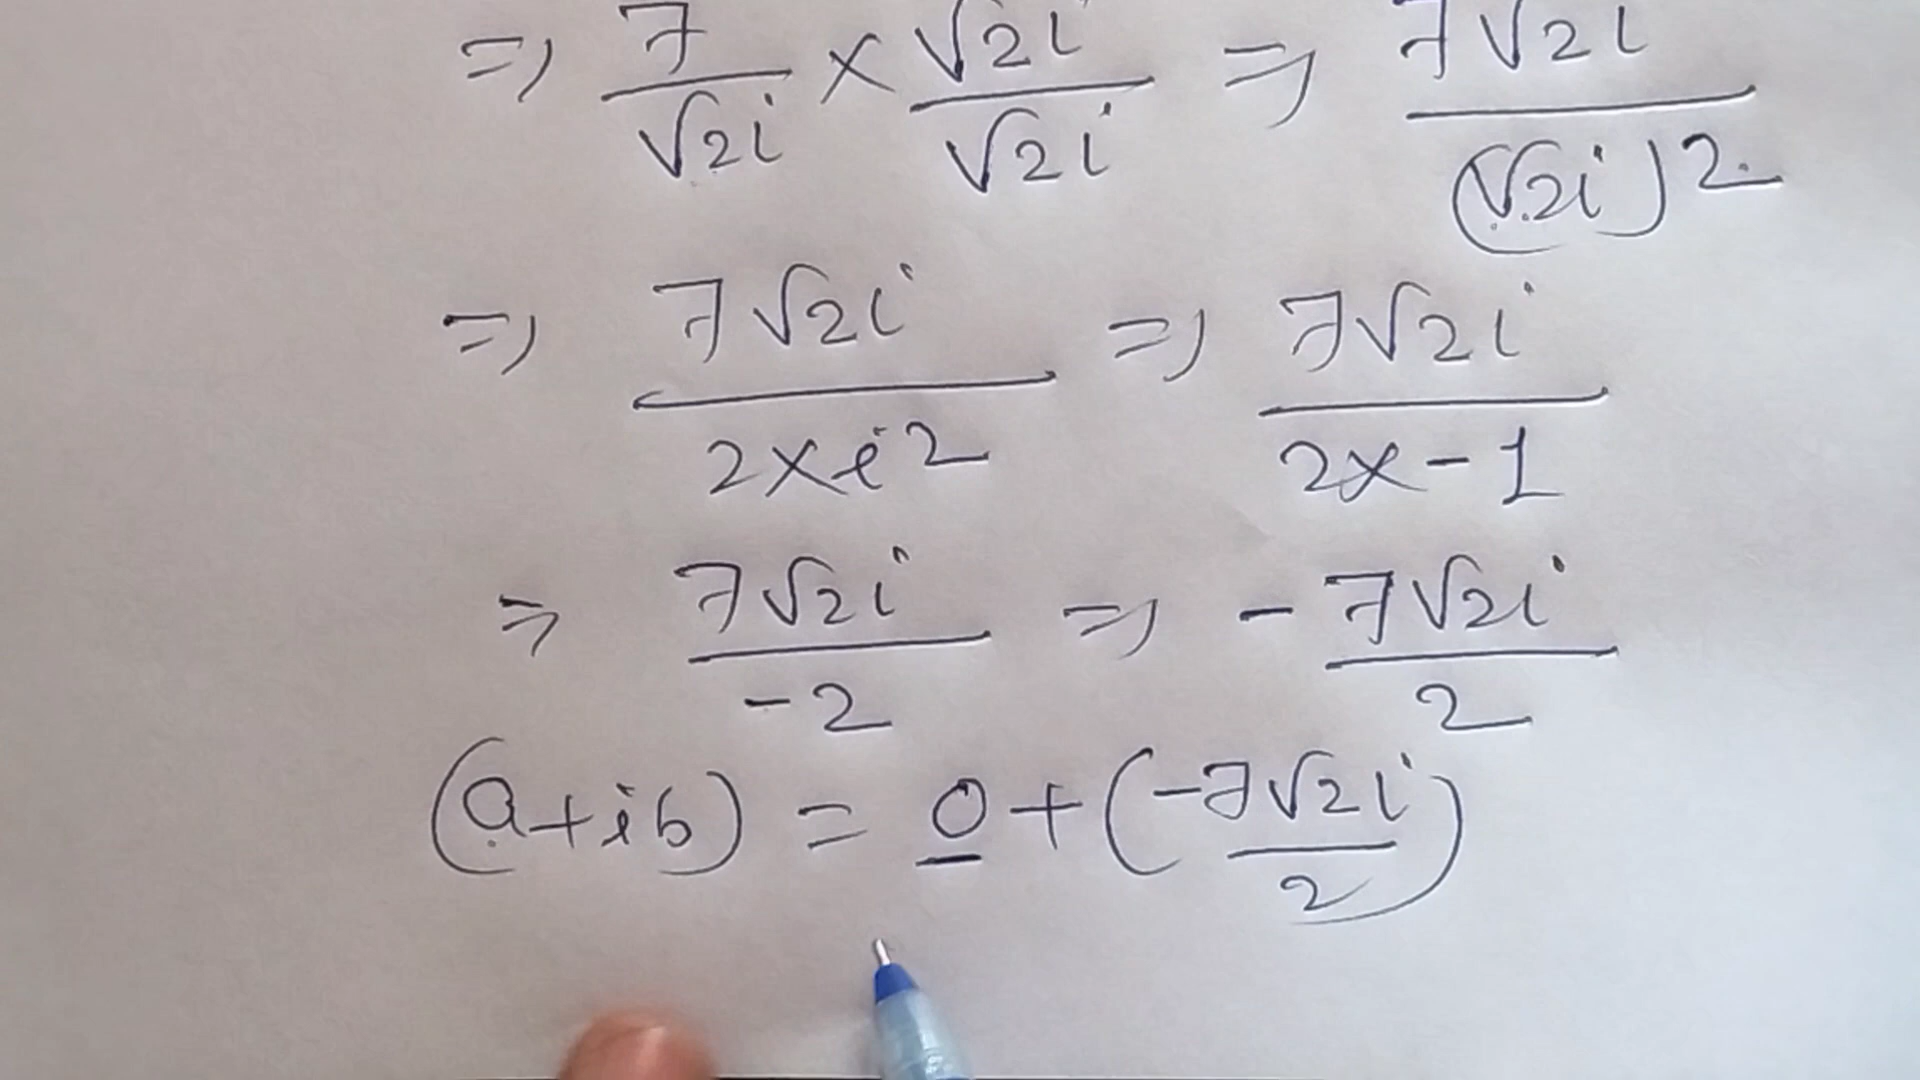 => 7/√2i × √2i/√2i => 7√2i/(√2i)2
=> 7√2i/2×i2 => 7√2i/2×-1
=> 7√2i/-2 => -7√2i/2
(a+ib) = 0+(-7√2i/2)